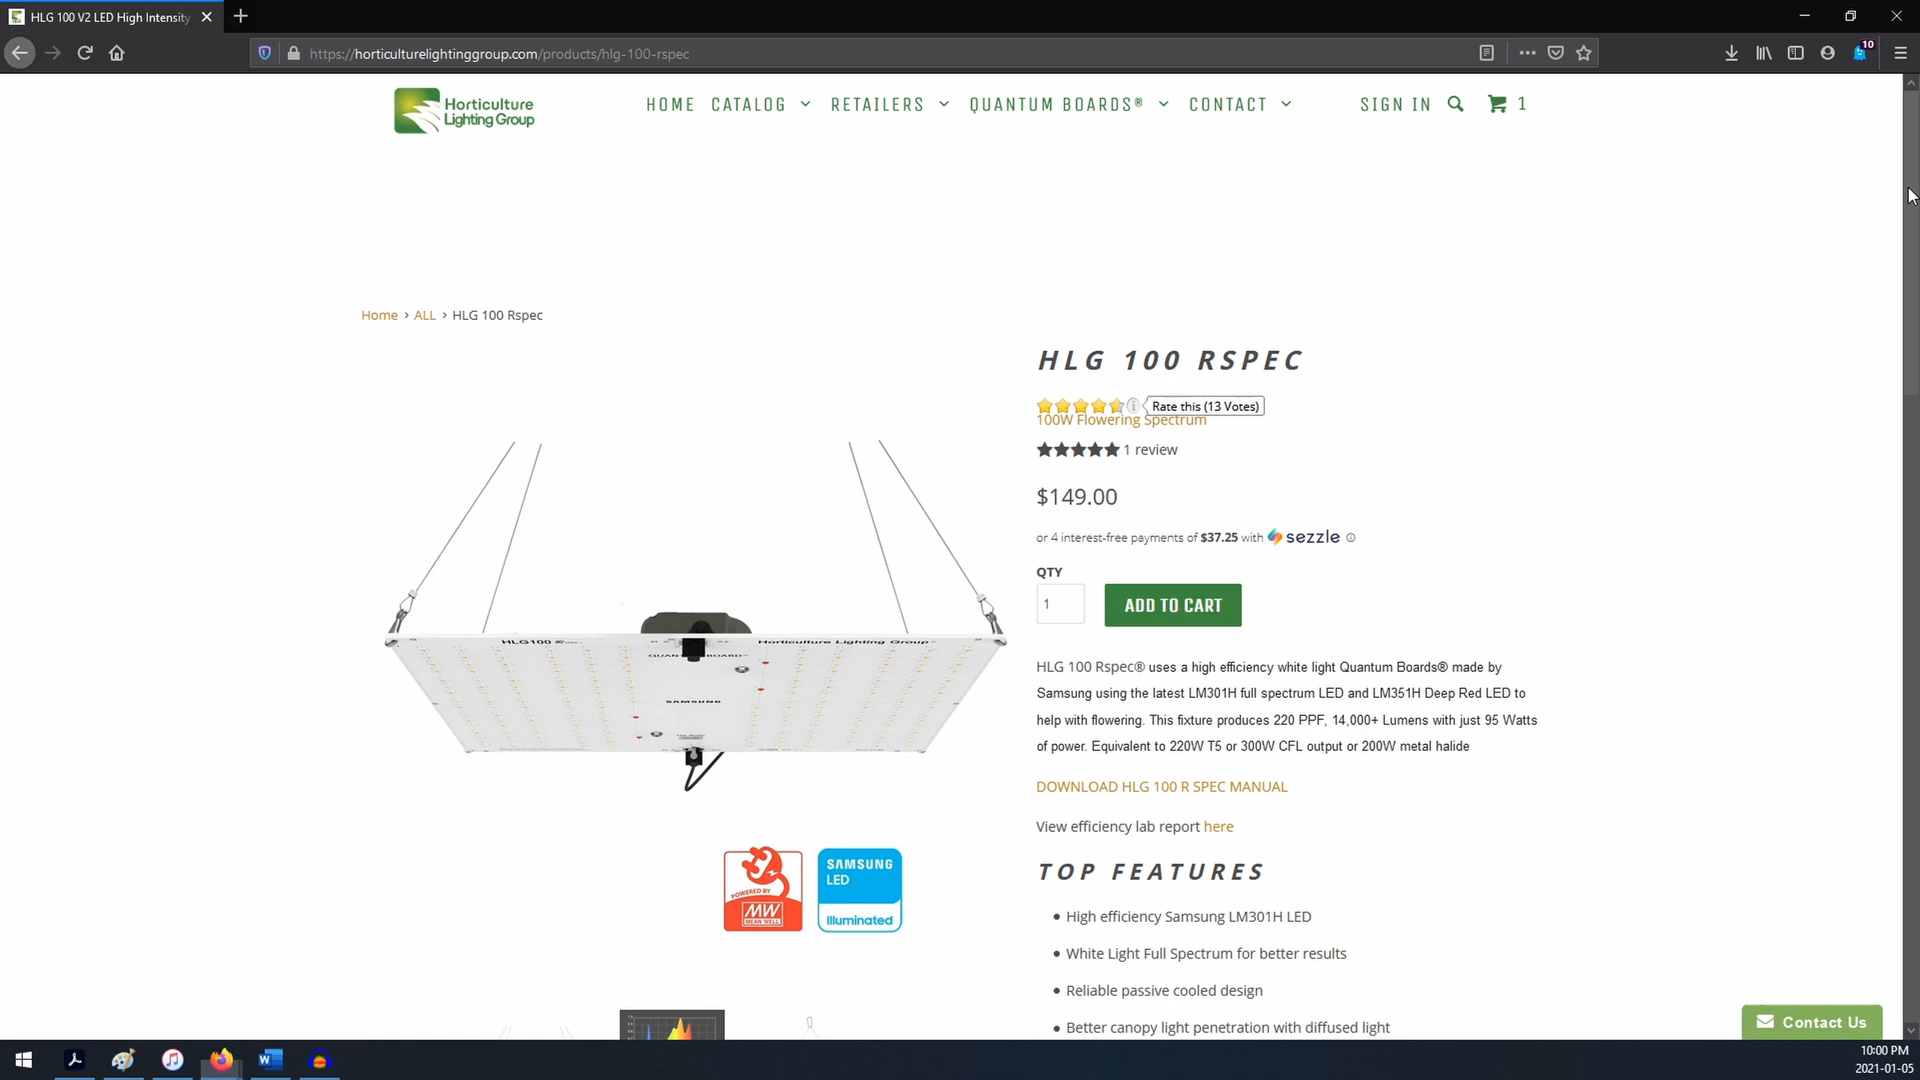 HLG 100 V2 LED High Intensity
https://horticulturelightinggroup.com/products/hlg-100-rspec
10
Horticulture
Lighting Group
HOME CATALOG RETAILERS QUANTUM BOARDS® CONTACT SIGN IN 1
Home › ALL › HLG 100 Rspec
HLG 100 RSPEC
Rate this (13 Votes)
100W Flowering Spectrum
1 review
$149.00
or 4 interest-free payments of $37.25 with sezzle
QTY
1 ADD TO CART
HLG 100 Rspec® uses a high efficiency white light Quantum Boards® made by
Samsung using the latest LM301H full spectrum LED and LM351H Deep Red LED to
help with flowering. This fixture produces 220 PPF, 14,000+ Lumens with just 95 Watts
of power. Equivalent to 220W T5 or 300W CFL output or 200W metal halide
DOWNLOAD HLG 100 R SPEC MANUAL
View efficiency lab report here
TOP FEATURES
• High efficiency Samsung LM301H LED
• White Light Full Spectrum for better results
• Reliable passive cooled design
• Better canopy light penetration with diffused light
HLG100
Horticulture Lighting Group
QUANTUM BOARD
SAMSUNG
POWERED BY
MW
MEAN WELL
SAMSUNG
LED
Illuminated
Contact Us
10:00 PM
2021-01-05